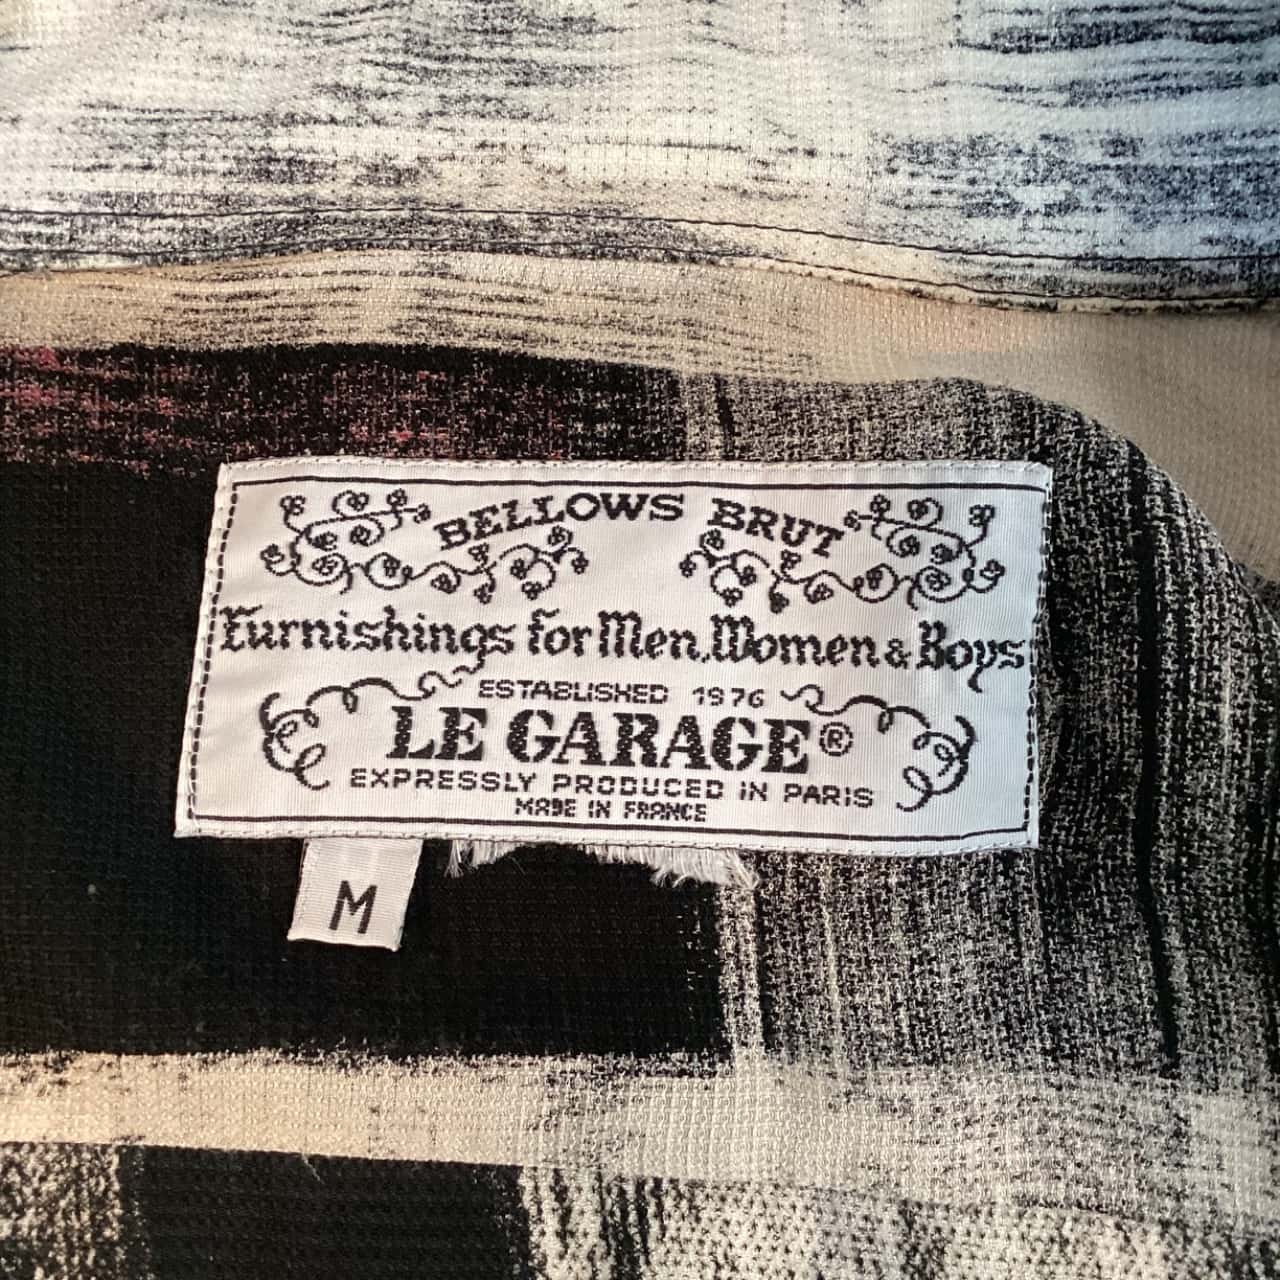 BELLOWS BRUT
Furnishings for Men, Women & Boys
ESTABLISHED 1976
LE GARAGE®
EXPRESSLY PRODUCED IN PARIS
MADE IN FRANCE
M